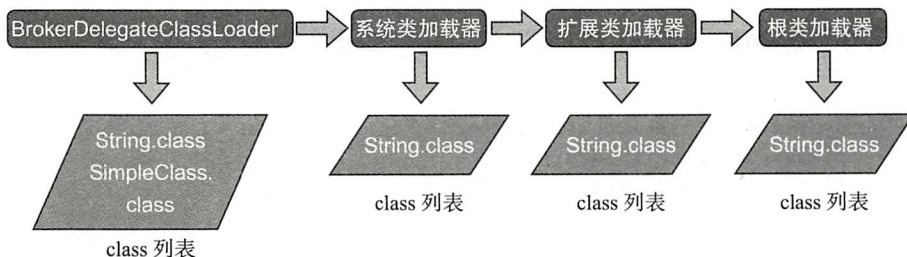 BrokerDelegateClassLoader
系统类加载器
扩展类加载器
根类加载器
String.class
SimpleClass.
class
String.class
String.class
String.class
class 列表
class 列表
class 列表
class 列表